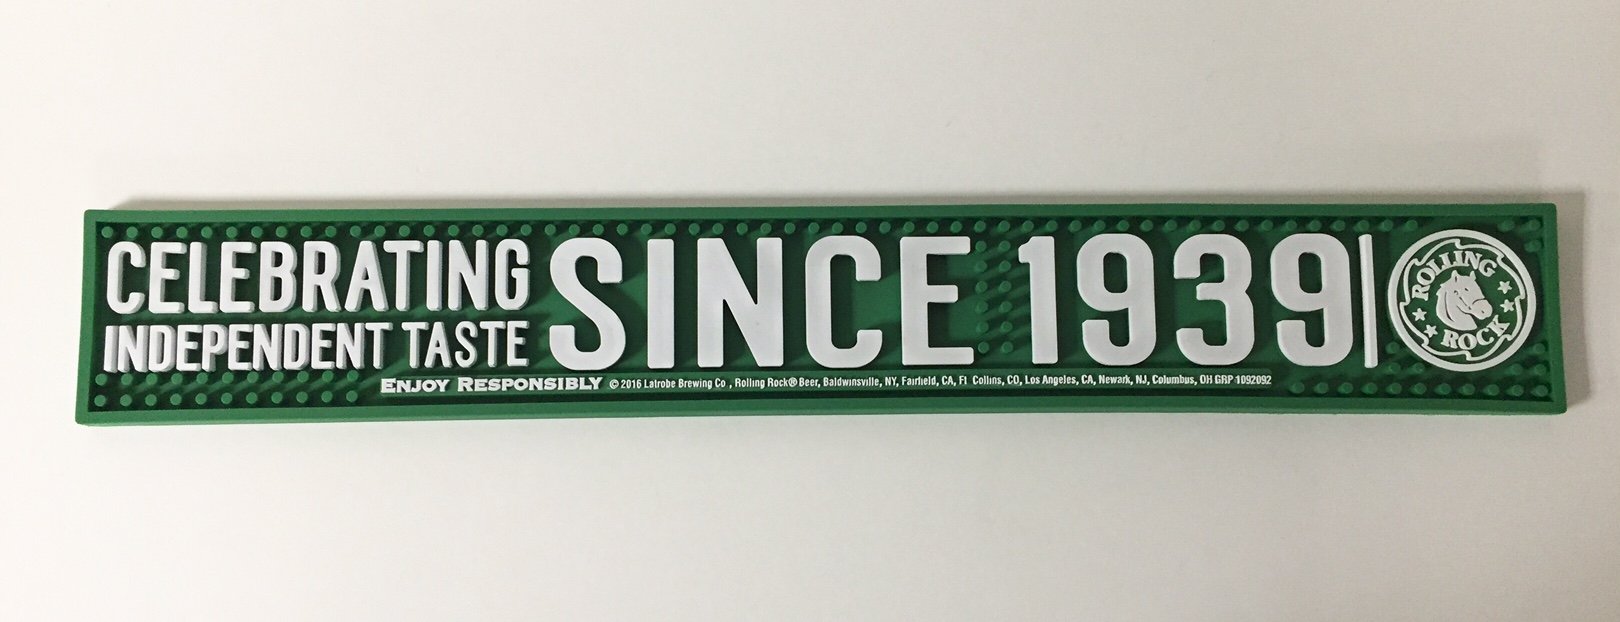 CELEBRATING
INDEPENDENT TASTE
SINCE 1939
ROLLING
ROCK
ENJOY RESPONSIBLY © 2016 Latrobe Brewing Co , Rolling Rock® Beer, Baldwinsville, NY, Fairfield, CA, Ft Collins, CO, Los Angeles, CA, Newark, NJ, Columbus, OH GRP 1092092